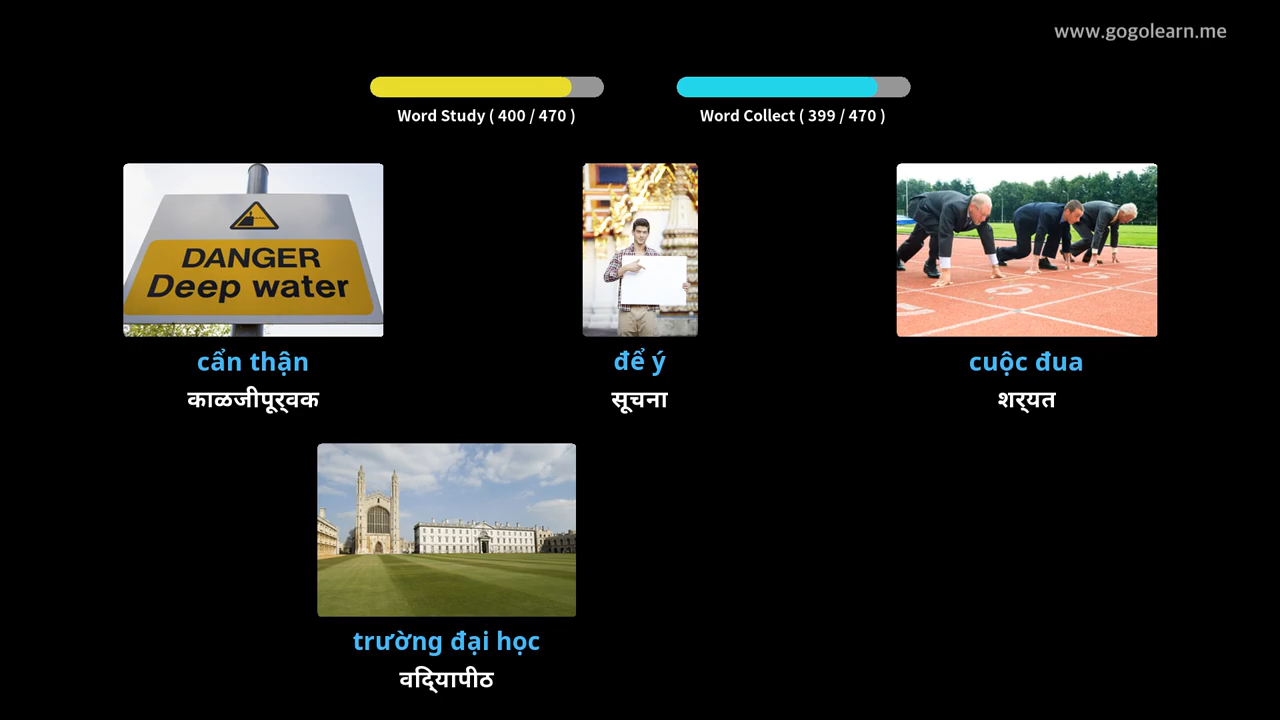 www.gogolearn.me
Word Study ( 400 / 470 )
Word Collect ( 399 / 470 )
DANGER
Deep water
cẩn thận
để ý
cuộc đua
काळजीपूर्वक
सूचना
शर्यत
trường đại học
विद्यापीठ